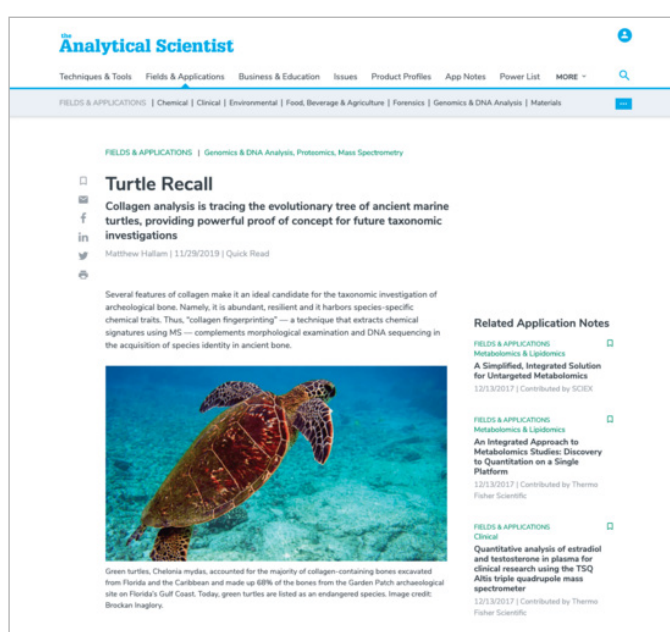 the
Analytical Scientist
Techniques & Tools Fields & Applications Business & Education Issues Product Profiles App Notes Power List MORE
FIELDS & APPLICATIONS | Chemical | Clinical | Environmental | Food, Beverage & Agriculture | Forensics | Genomics & DNA Analysis | Materials
FIELDS & APPLICATIONS | Genomics & DNA Analysis, Proteomics, Mass Spectrometry
Turtle Recall
Collagen analysis is tracing the evolutionary tree of ancient marine
turtles, providing powerful proof of concept for future taxonomic
investigations
Matthew Hallam | 11/29/2019 | Quick Read
Several features of collagen make it an ideal candidate for the taxonomic investigation of
archeological bone. Namely, it is abundant, resilient and it harbors species-specific
chemical traits. Thus, "collagen fingerprinting" — a technique that extracts chemical
signatures using MS — complements morphological examination and DNA sequencing in
the acquisition of species identity in ancient bone.
Green turtles, Chelonia mydas, accounted for the majority of collagen-containing bones excavated
from Florida and the Caribbean and made up 68% of the bones from the Garden Patch archaeological
site on Florida's Gulf Coast. Today, green turtles are listed as an endangered species. Image credit:
Brockan Inaglory.
Related Application Notes
FIELDS & APPLICATIONS
Metabolomics & Lipidomics
A Simplified, Integrated Solution
for Untargeted Metabolomics
12/13/2017 | Contributed by SCIEX
FIELDS & APPLICATIONS
Metabolomics & Lipidomics
An Integrated Approach to
Metabolomics Studies: Discovery
to Quantitation on a Single
Platform
12/13/2017 | Contributed by Thermo
Fisher Scientific
FIELDS & APPLICATIONS
Clinical
Quantitative analysis of estradiol
and testosterone in plasma for
clinical research using the TSQ
Altis triple quadrupole mass
spectrometer
12/13/2017 | Contributed by Thermo
Fisher Scientific